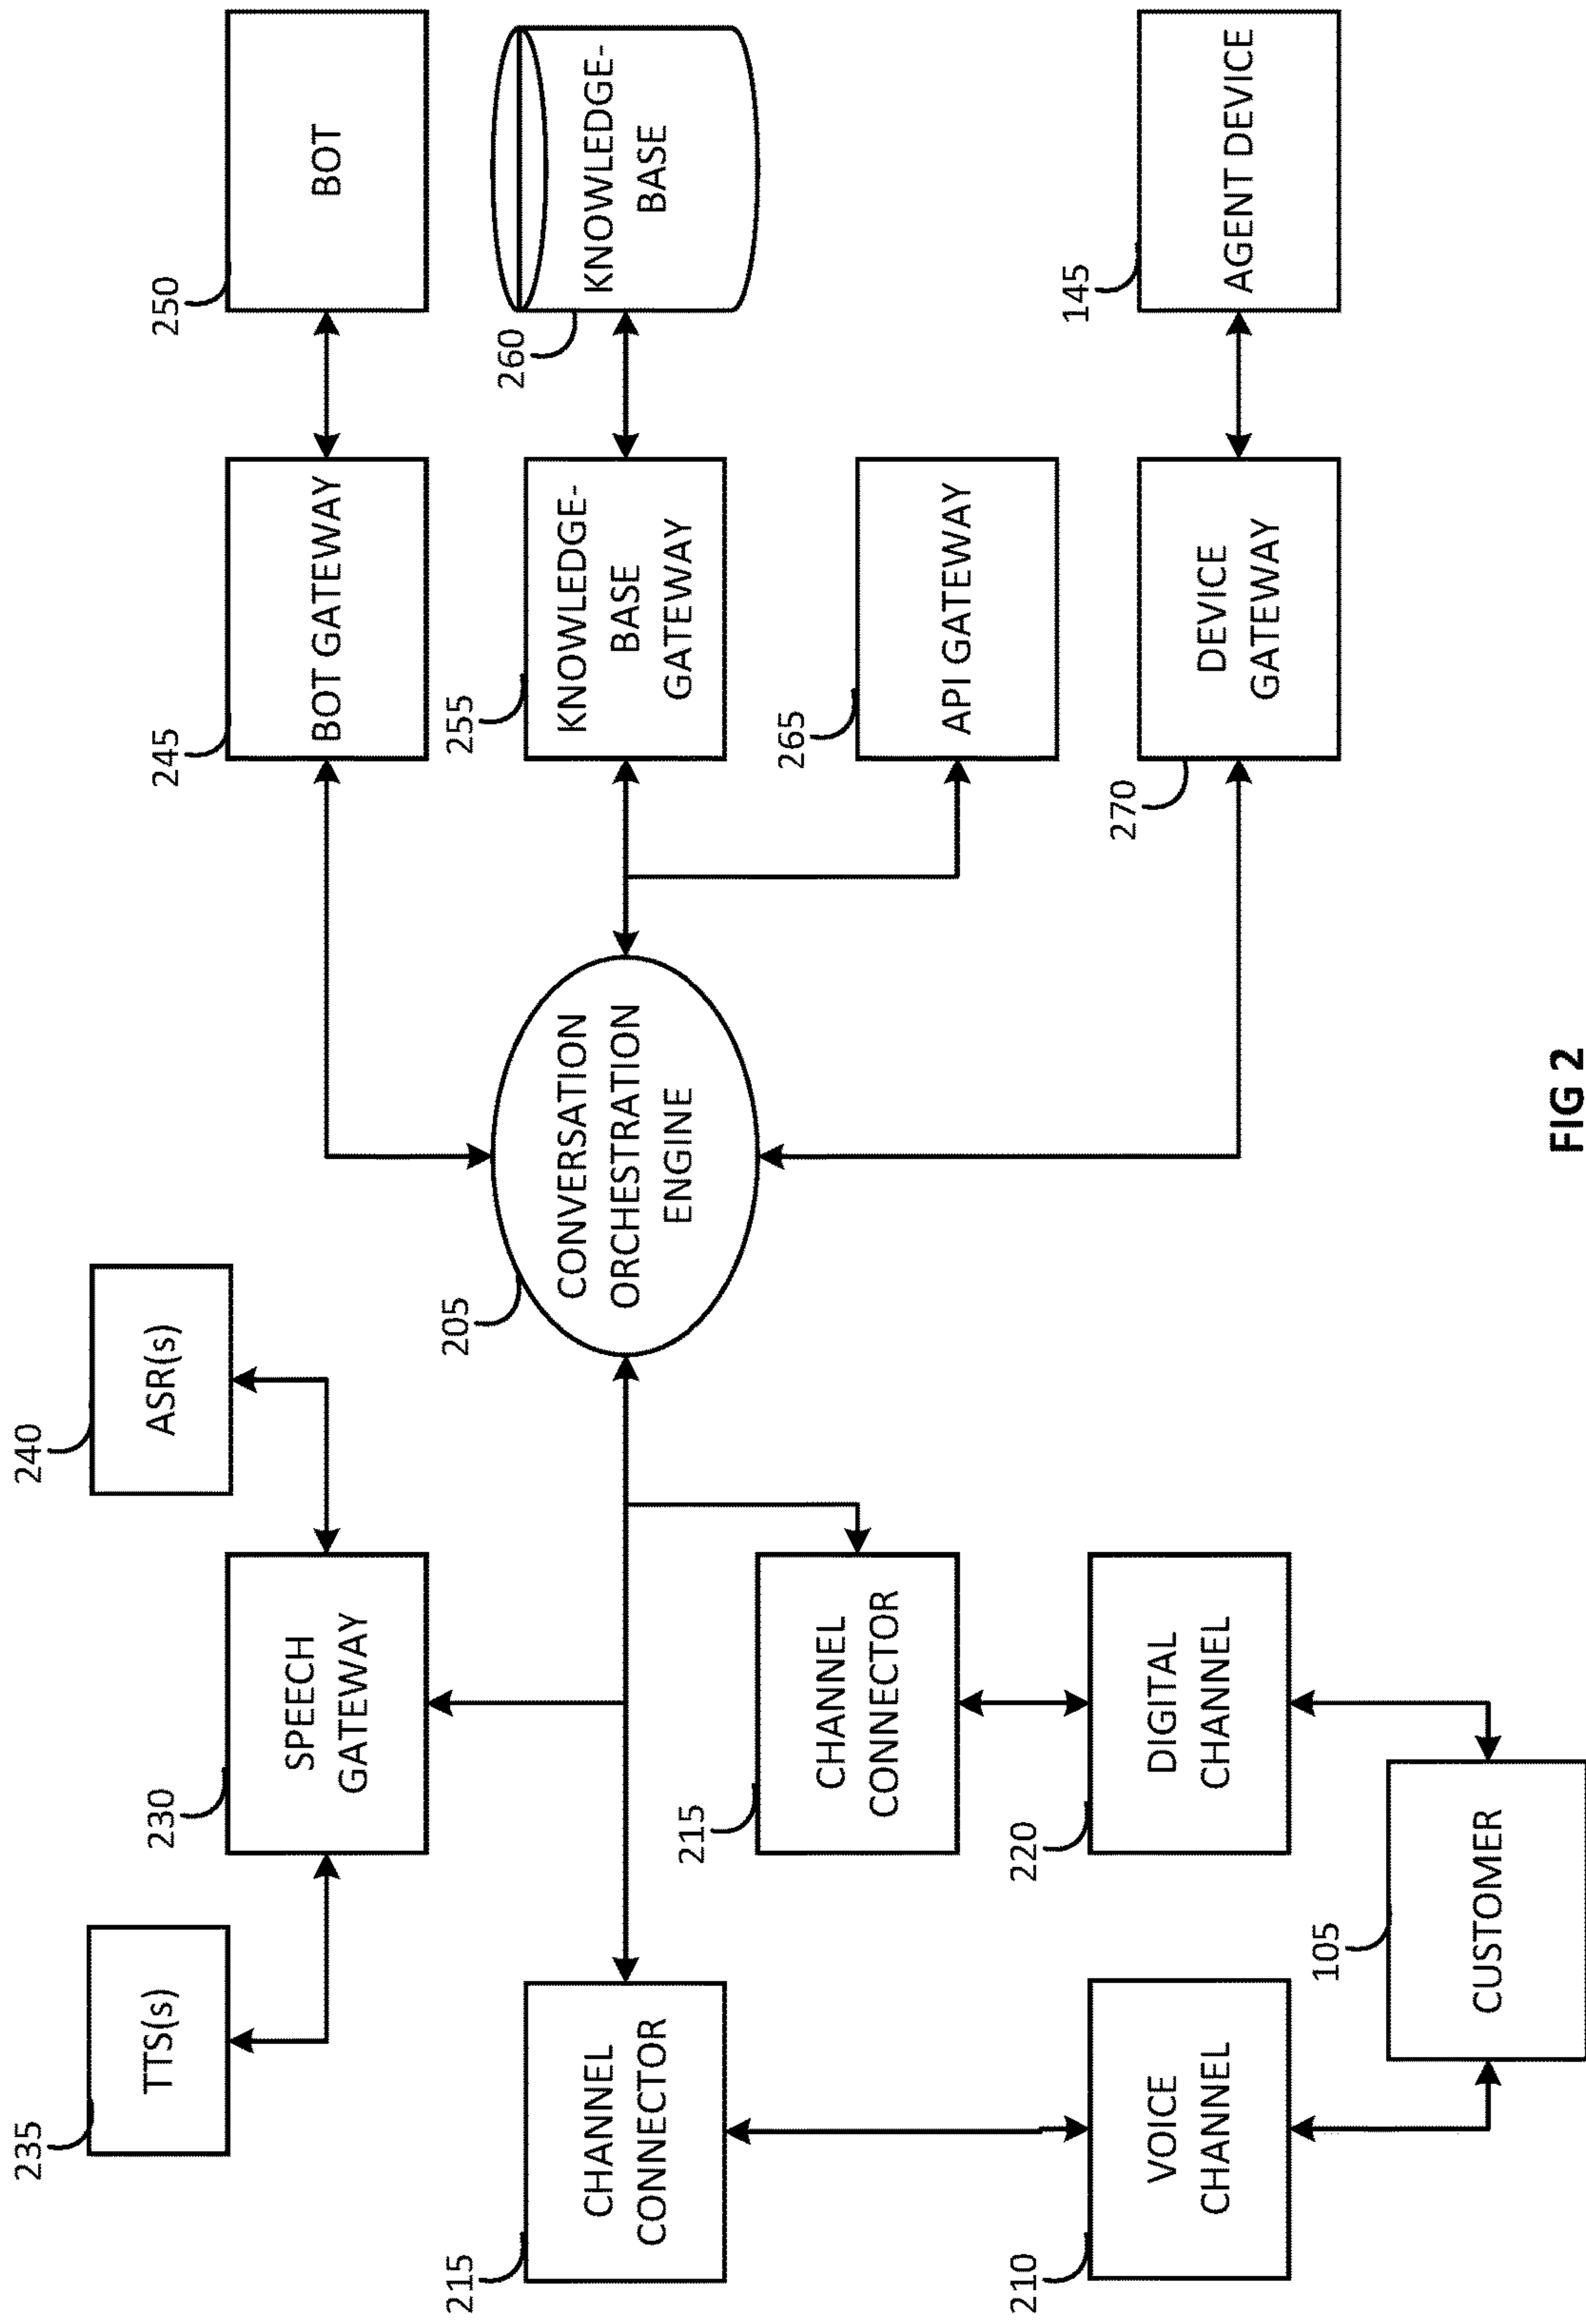 235
TTS(s)
240
ASR(s)
230
SPEECH
GATEWAY
245
BOT GATEWAY
250
BOT
215
CHANNEL
CONNECTOR
205
CONVERSATION
ORCHESTRATION
ENGINE
255
KNOWLEDGE-
BASE
GATEWAY
260
KNOWLEDGE-
BASE
215
CHANNEL
CONNECTOR
265
API GATEWAY
210
VOICE
CHANNEL
220
DIGITAL
CHANNEL
270
DEVICE
GATEWAY
145
AGENT DEVICE
105
CUSTOMER
FIG 2